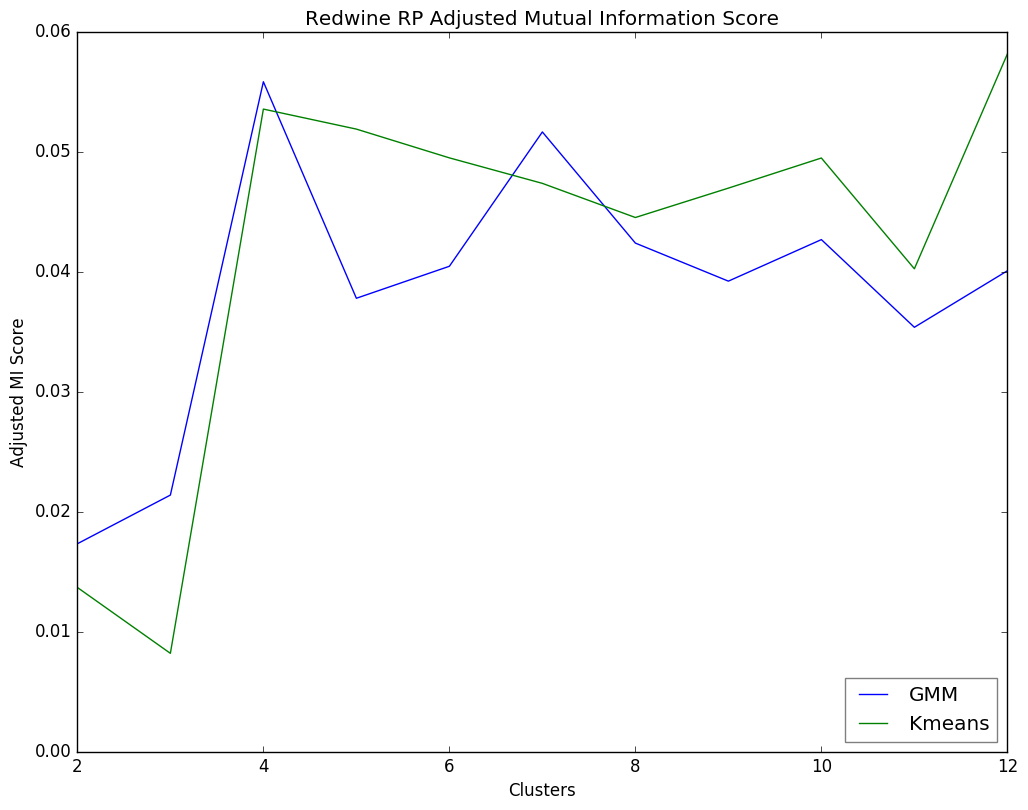 Redwine RP Adjusted Mutual Information Score
0.06
0.05
0.04
0.03
0.02
0.01
0.00
Adjusted MI Score
2 4 6 8 10 12
Clusters
GMM
Kmeans